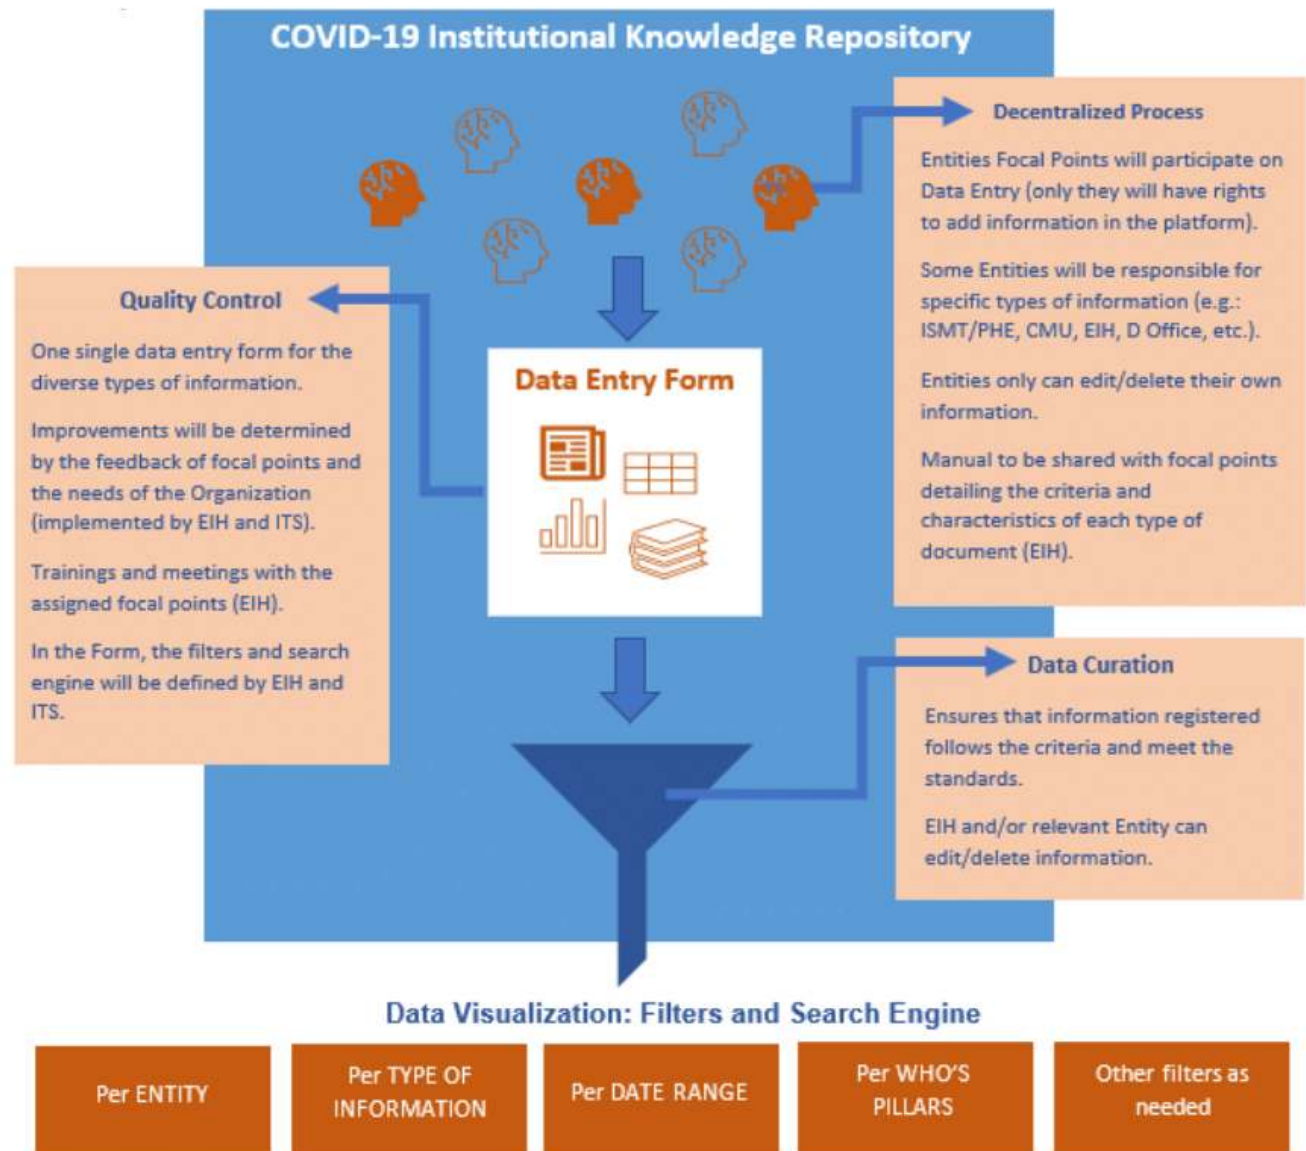 COVID-19 Institutional Knowledge Repository
Decentralized Process
Entities Focal Points will participate on
Data Entry (only they will have rights
to add information in the platform).
Some Entities will be responsible for
specific types of information (e.g.:
ISMT/PHE, CMU, EIH, D Office, etc.).
Entities only can edit/delete their own
information.
Manual to be shared with focal points
detailing the criteria and
characteristics of each type of
document (EIH).
Quality Control
One single data entry form for the
diverse types of information.
Improvements will be determined
by the feedback of focal points and
the needs of the Organization
(implemented by EIH and ITS).
Trainings and meetings with the
assigned focal points (EIH).
In the Form, the filters and search
engine will be defined by EIH and
ITS.
Data Entry Form
Data Curation
Ensures that information registered
follows the criteria and meet the
standards.
EIH and/or relevant Entity can
edit/delete information.
Data Visualization: Filters and Search Engine
Per ENTITY
Per TYPE OF
INFORMATION
Per DATE RANGE
Per WHO'S
PILLARS
Other filters as
needed